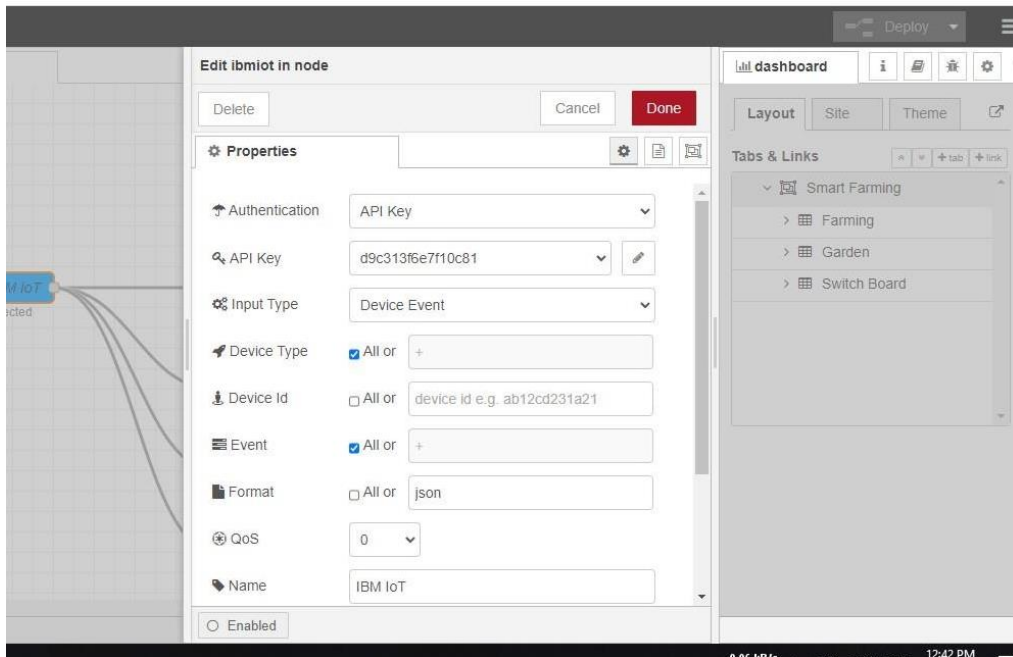 Deploy
Edit ibmiot in node
dashboard
Delete
Cancel
Done
Layout
Site
Theme
Properties
Tabs & Links
tab
link
Smart Farming
Authentication
API Key
Farming
API Key
d9c313f6e7f10c81
Garden
M IoT
Input Type
Device Event
Switch Board
ected
Device Type
All or
+
Device Id
All or
device id e.g. ab12cd231a21
Event
All or
+
Format
All or
json
QoS
0
Name
IBM IoT
Enabled
12:42 PM